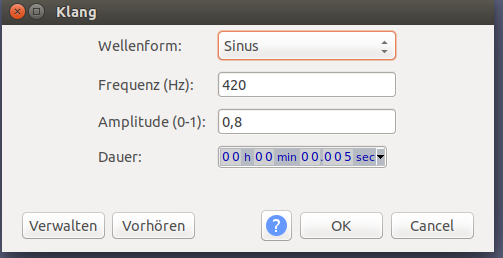 Klang
Wellenform: Sinus
Frequenz (Hz): 420
Amplitude (0-1): 0,8
Dauer: 00 h 00 min 00.005 sec
Verwalten Vorhören ? OK Cancel